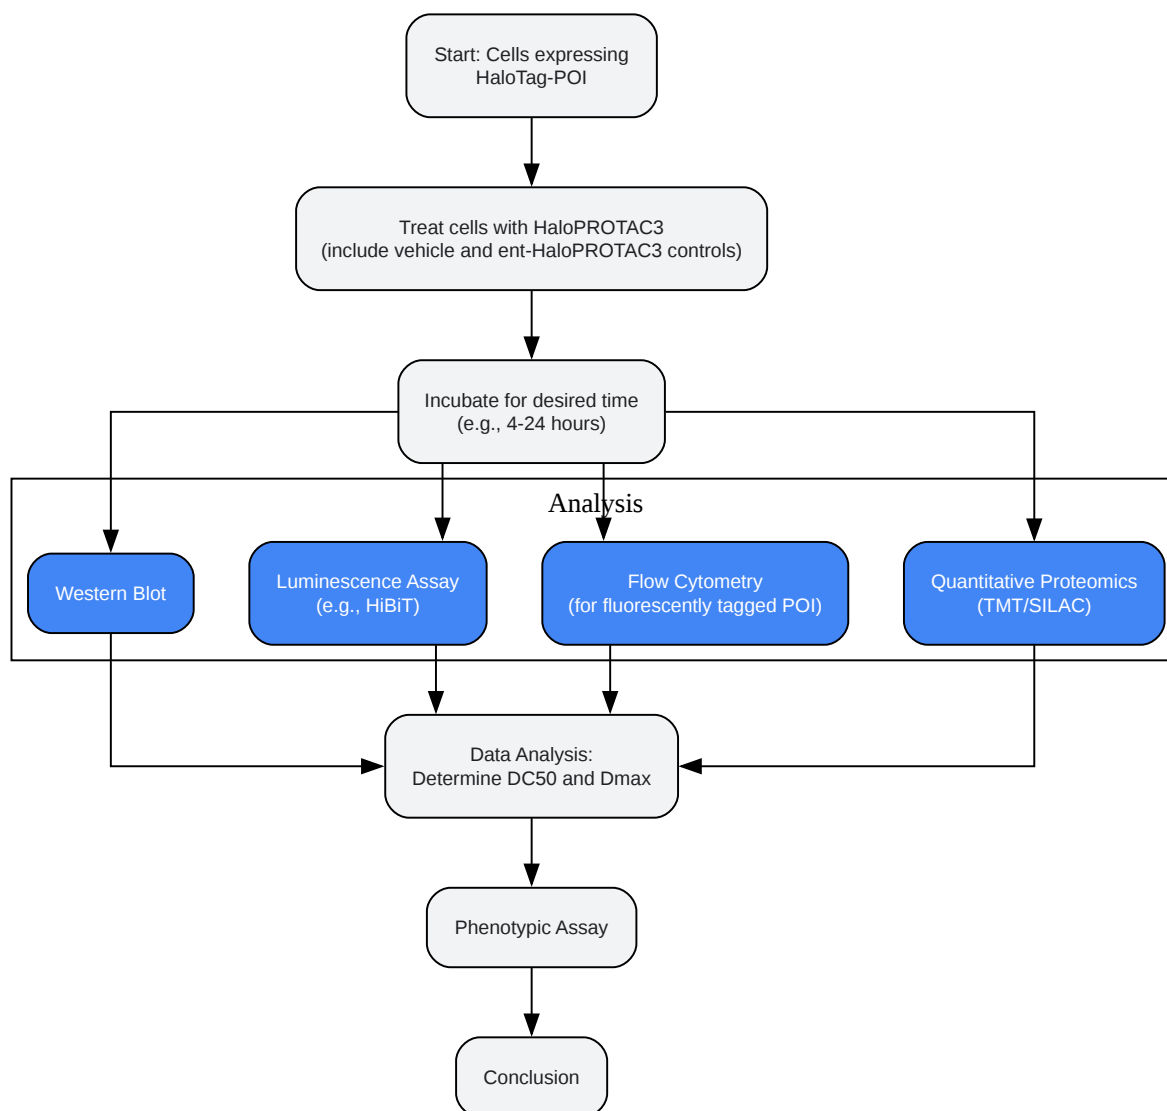 Start: Cells expressing
HaloTag-POI
Treat cells with HaloPROTAC3
(include vehicle and ent-HaloPROTAC3 controls)
Incubate for desired time
(e.g., 4-24 hours)
Analysis
Western Blot
Luminescence Assay
(e.g., HiBiT)
Flow Cytometry
(for fluorescently tagged POI)
Quantitative Proteomics
(TMT/SILAC)
Data Analysis:
Determine DC50 and Dmax
Phenotypic Assay
Conclusion